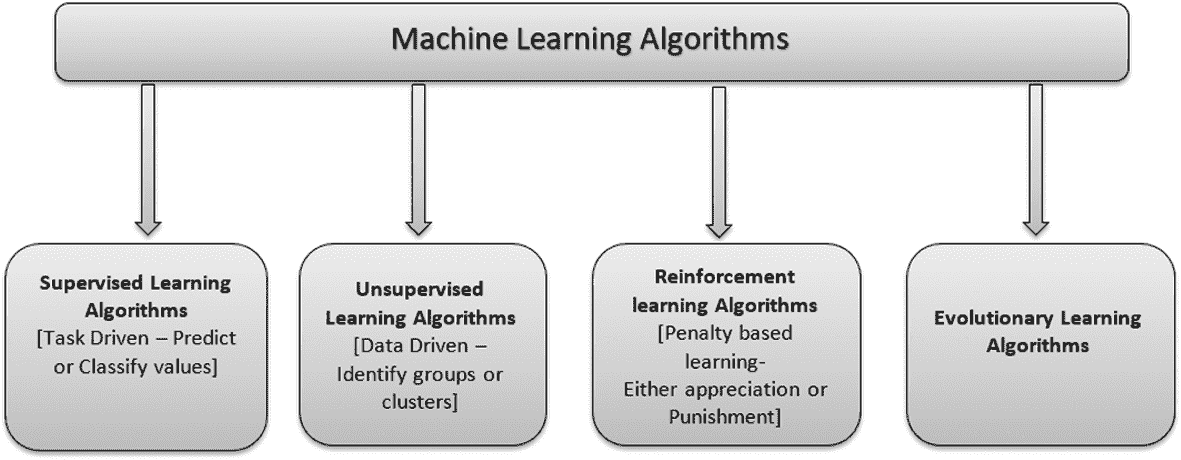 Machine Learning Algorithms
Supervised Learning
Algorithms
[Task Driven – Predict
or Classify values]
Unsupervised
Learning Algorithms
[Data Driven –
Identify groups or
clusters]
Reinforcement
learning Algorithms
[Penalty based
learning-
Either appreciation or
Punishment]
Evolutionary Learning
Algorithms